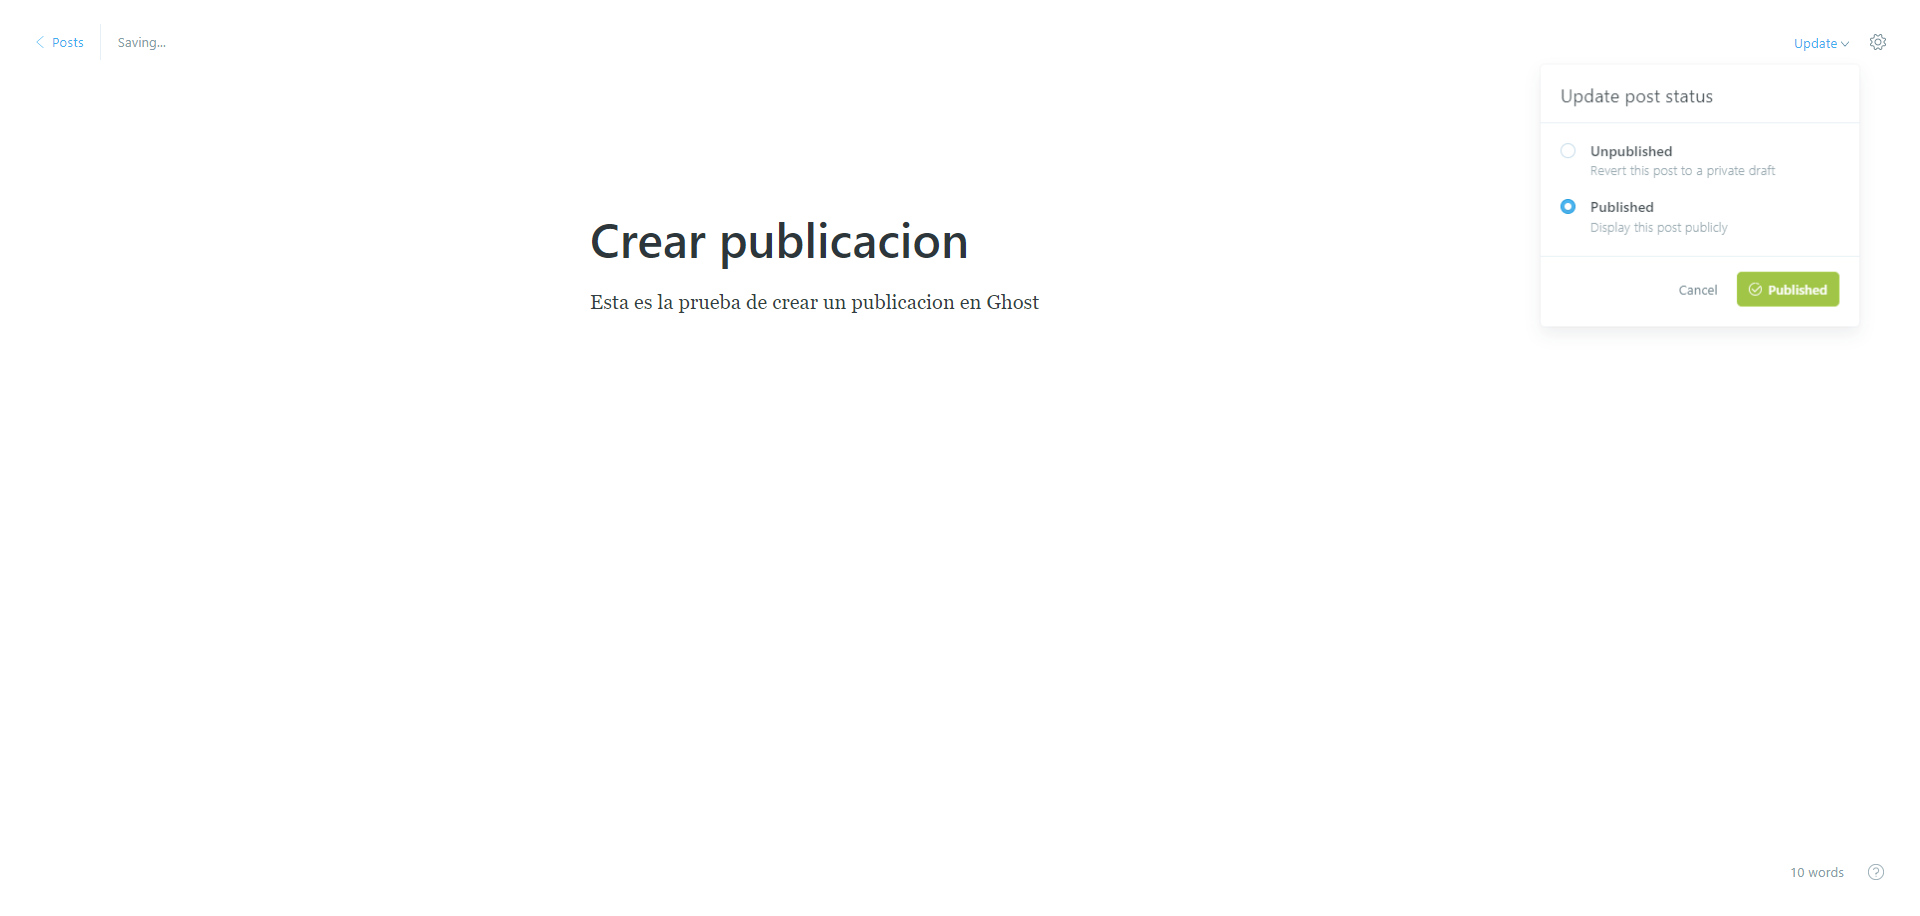 Posts
Saving...
Update
Update post status
Unpublished
Revert this post to a private draft
Published
Display this post publicly
Cancel
Published
Crear publicacion
Esta es la prueba de crear un publicacion en Ghost
10 words
?